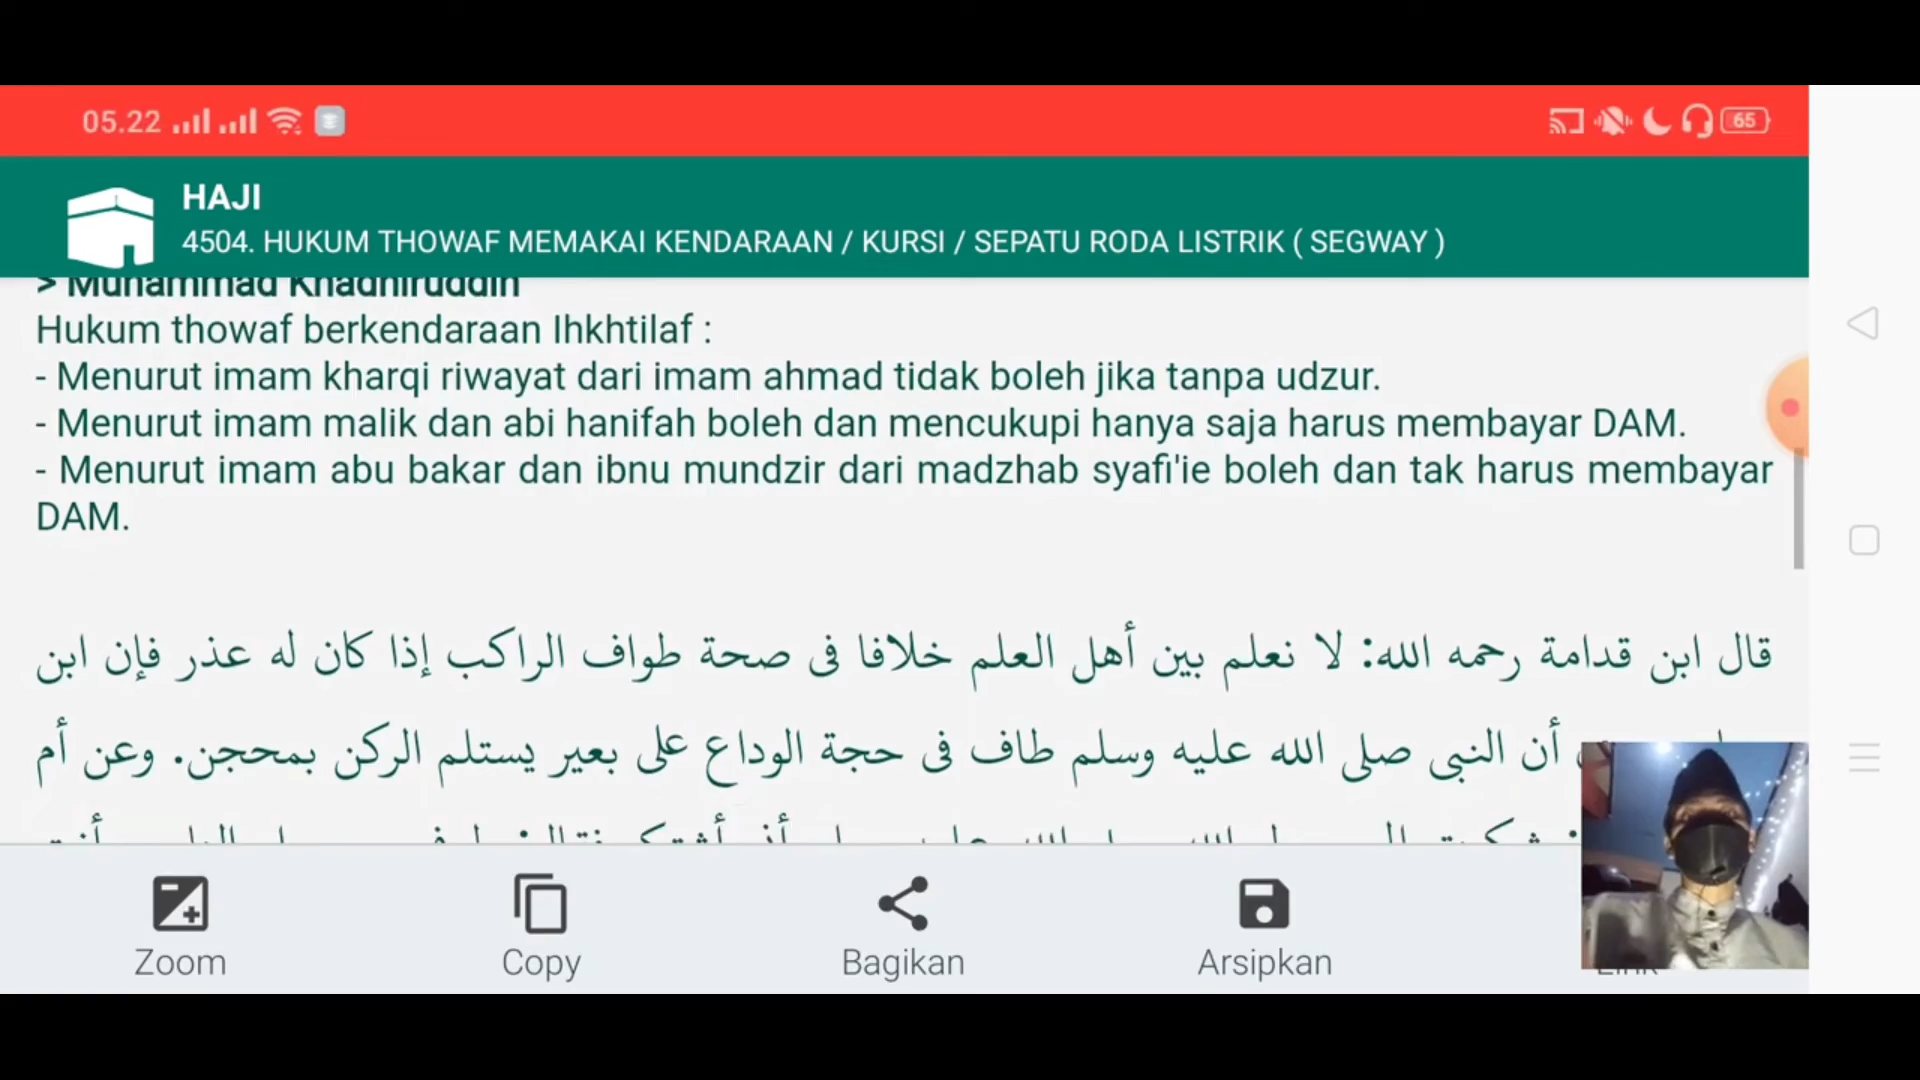 05.22
65
HAJI
4504. HUKUM THOWAF MEMAKAI KENDARAAN / KURSI / SEPATU RODA LISTRIK ( SEGWAY )
> Muhammad Khadhiruddin
Hukum thowaf berkendaraan Ihkhtilaf :
- Menurut imam kharqi riwayat dari imam ahmad tidak boleh jika tanpa udzur.
- Menurut imam malik dan abi hanifah boleh dan mencukupi hanya saja harus membayar DAM.
- Menurut imam abu bakar dan ibnu mundzir dari madzhab syafi'ie boleh dan tak harus membayar
DAM.
قال ابن قدامة رحمه الله: لا نعلم بين أهل العلم خلافا فى صحة طواف الراكب إذا كان له عذر فإن ابن
أن النبى صلى الله عليه وسلم طاف فى حجة الوداع على بعير يستلم الركن بمحجن. وعن أم
Zoom
Copy
Bagikan
Arsipkan
Link